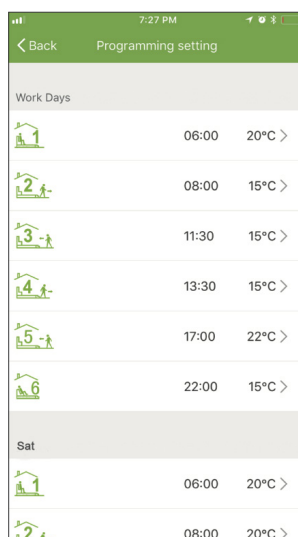 7:27 PM
Back Programming setting
Work Days
1 06:00 20°C
2 08:00 15°C
3 11:30 15°C
4 13:30 15°C
5 17:00 22°C
6 22:00 15°C
Sat
1 06:00 20°C
2 08:00 20°C